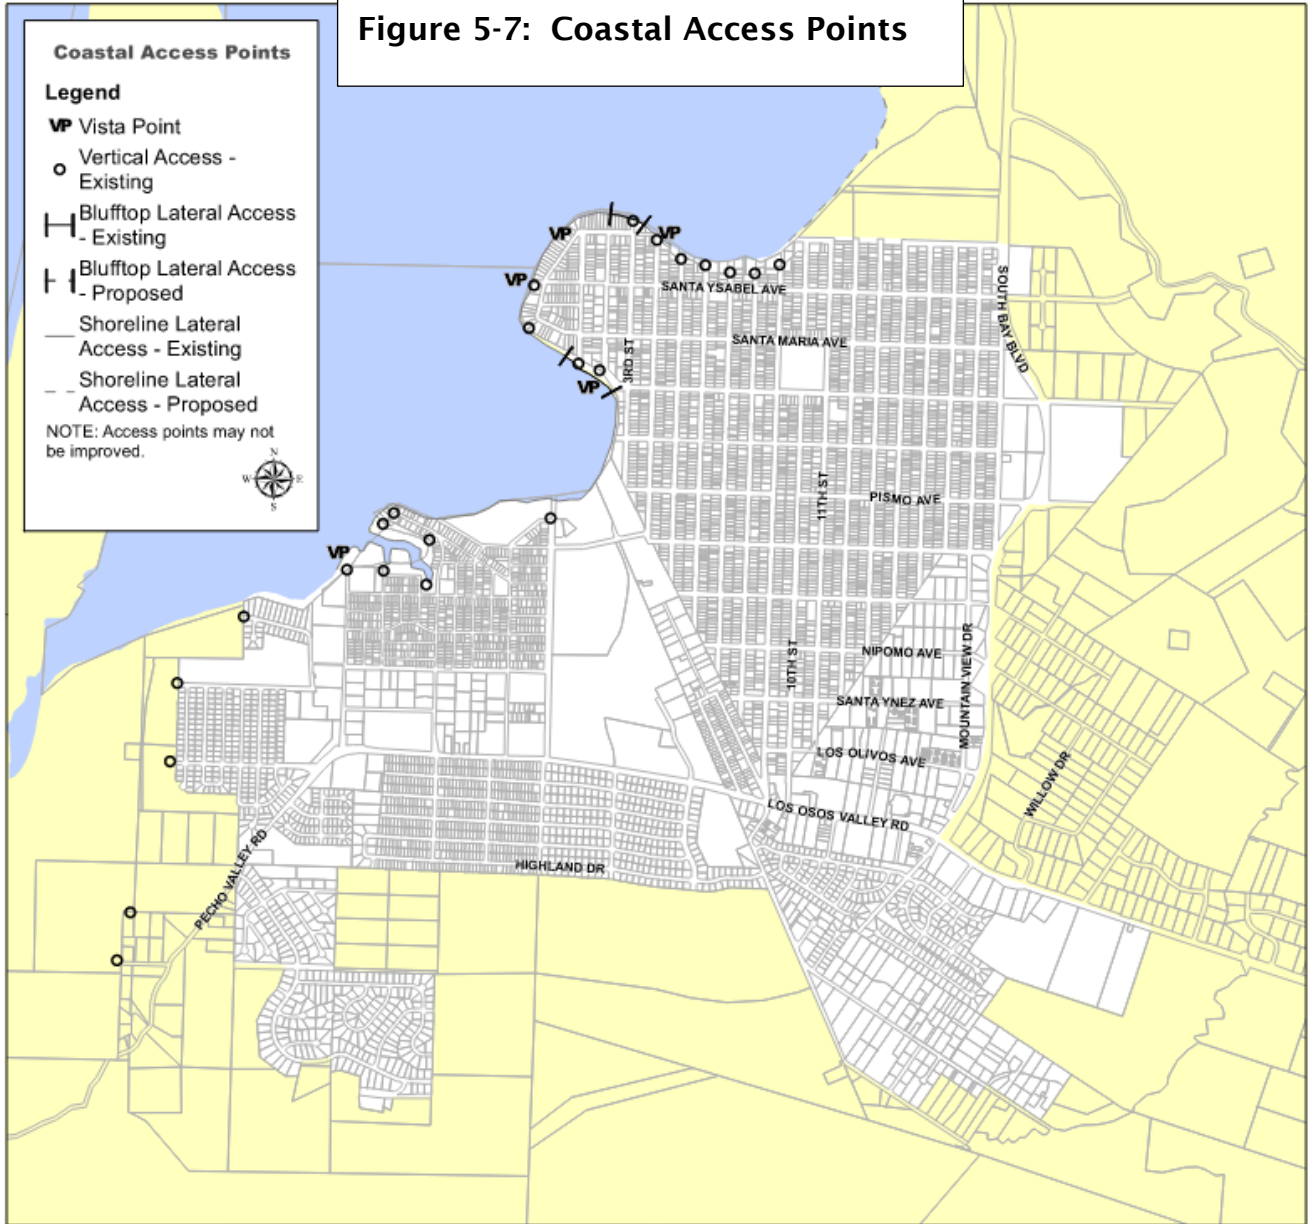 Figure 5-7: Coastal Access Points
Coastal Access Points
Legend
VP Vista Point
Vertical Access -
Existing
Blufftop Lateral Access
- Existing
Blufftop Lateral Access
- Proposed
Shoreline Lateral
Access - Existing
Shoreline Lateral
Access - Proposed
NOTE: Access points may not
be improved.
N
W E
S
VP
VP
VP
SANTA YSABEL AVE
SOUTH BAY BLVD
SANTA MARIA AVE
3RD ST
VP
11TH ST
PISMO AVE
VP
10TH ST
NIPOMO AVE
MOUNTAIN VIEW DR
SANTA YNEZ AVE
LOS OLIVOS AVE
WILLOW DR
LOS OSOS VALLEY RD
PECHO VALLEY RD
HIGHLAND DR